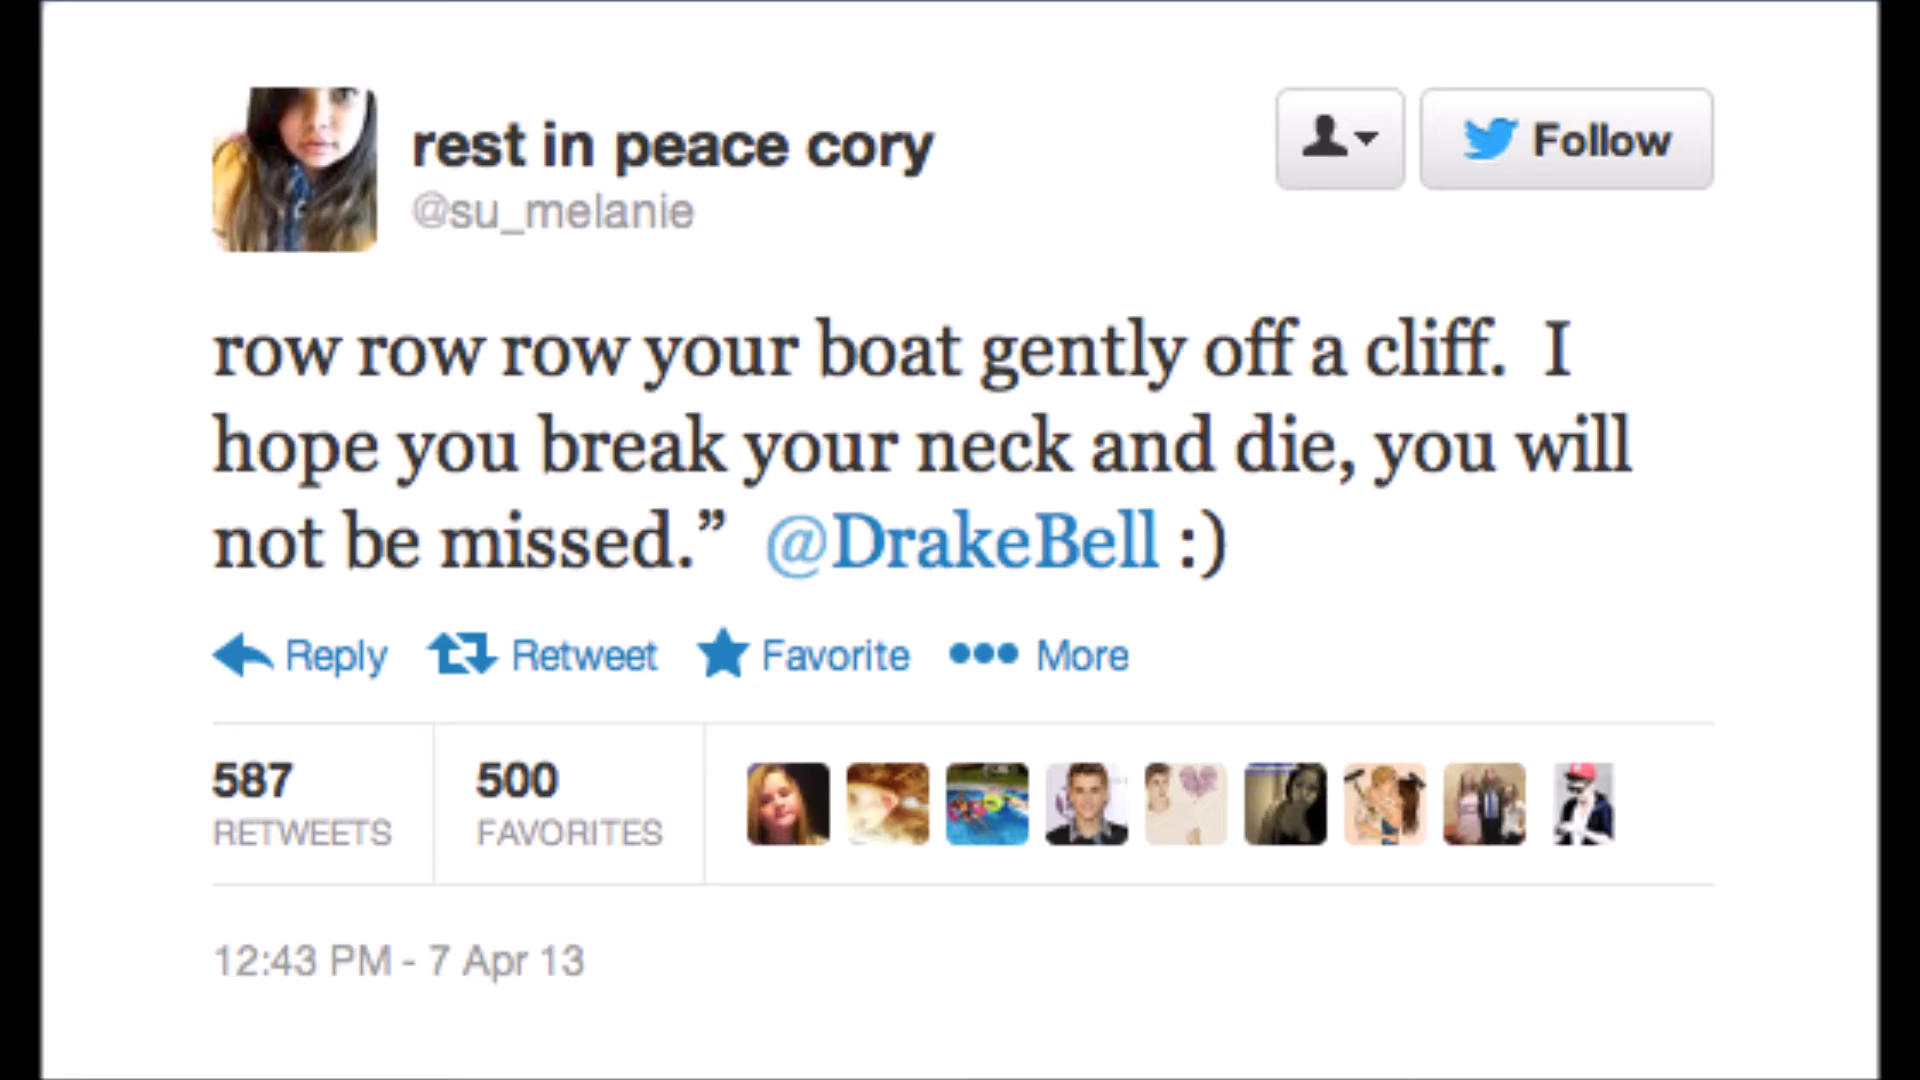 rest in peace cory
@su_melanie
Follow
row row row your boat gently off a cliff.  I
hope you break your neck and die, you will
not be missed.”  @DrakeBell :)
Reply Retweet Favorite More
587 500
RETWEETS FAVORITES
12:43 PM - 7 Apr 13